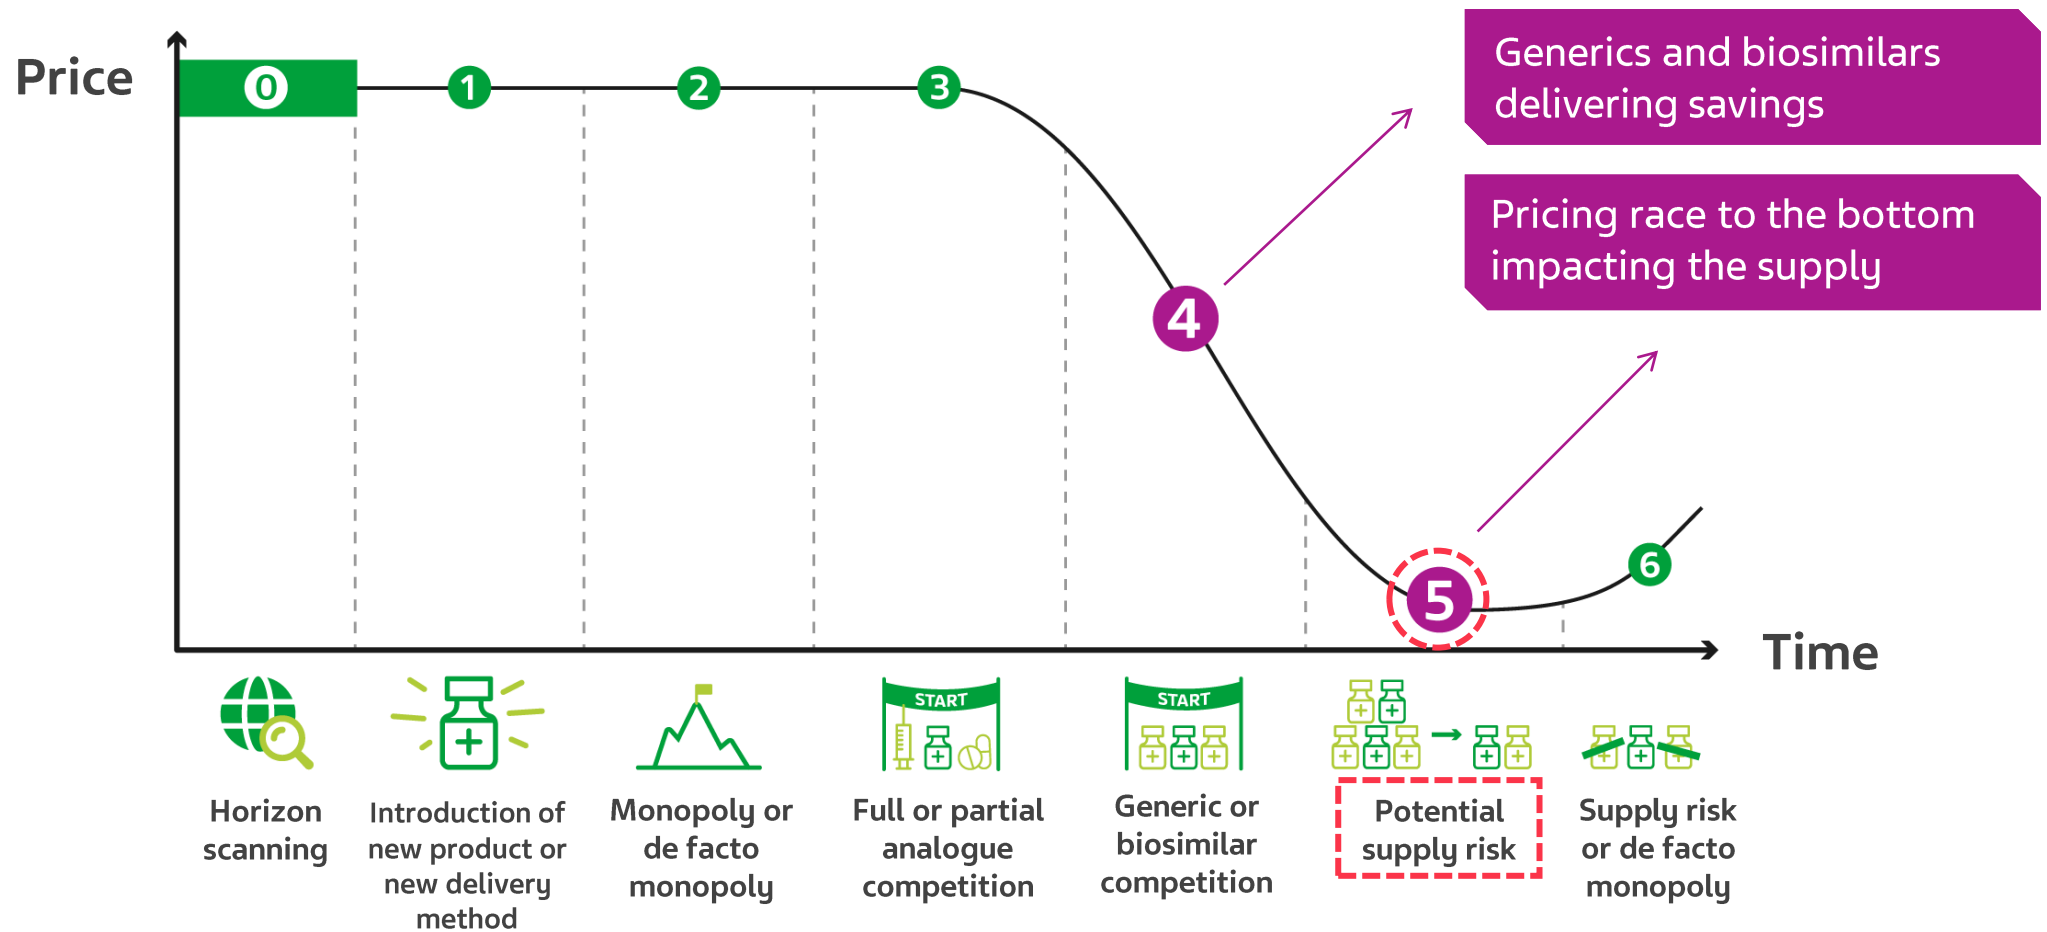 Price
0
1
2
3
4
5
6
Generics and biosimilars
delivering savings
Pricing race to the bottom
impacting the supply
Time
START
START
Horizon
scanning
Introduction of
new product or
new delivery
method
Monopoly or
de facto
monopoly
Full or partial
analogue
competition
Generic or
biosimilar
competition
Potential
supply risk
Supply risk
or de facto
monopoly